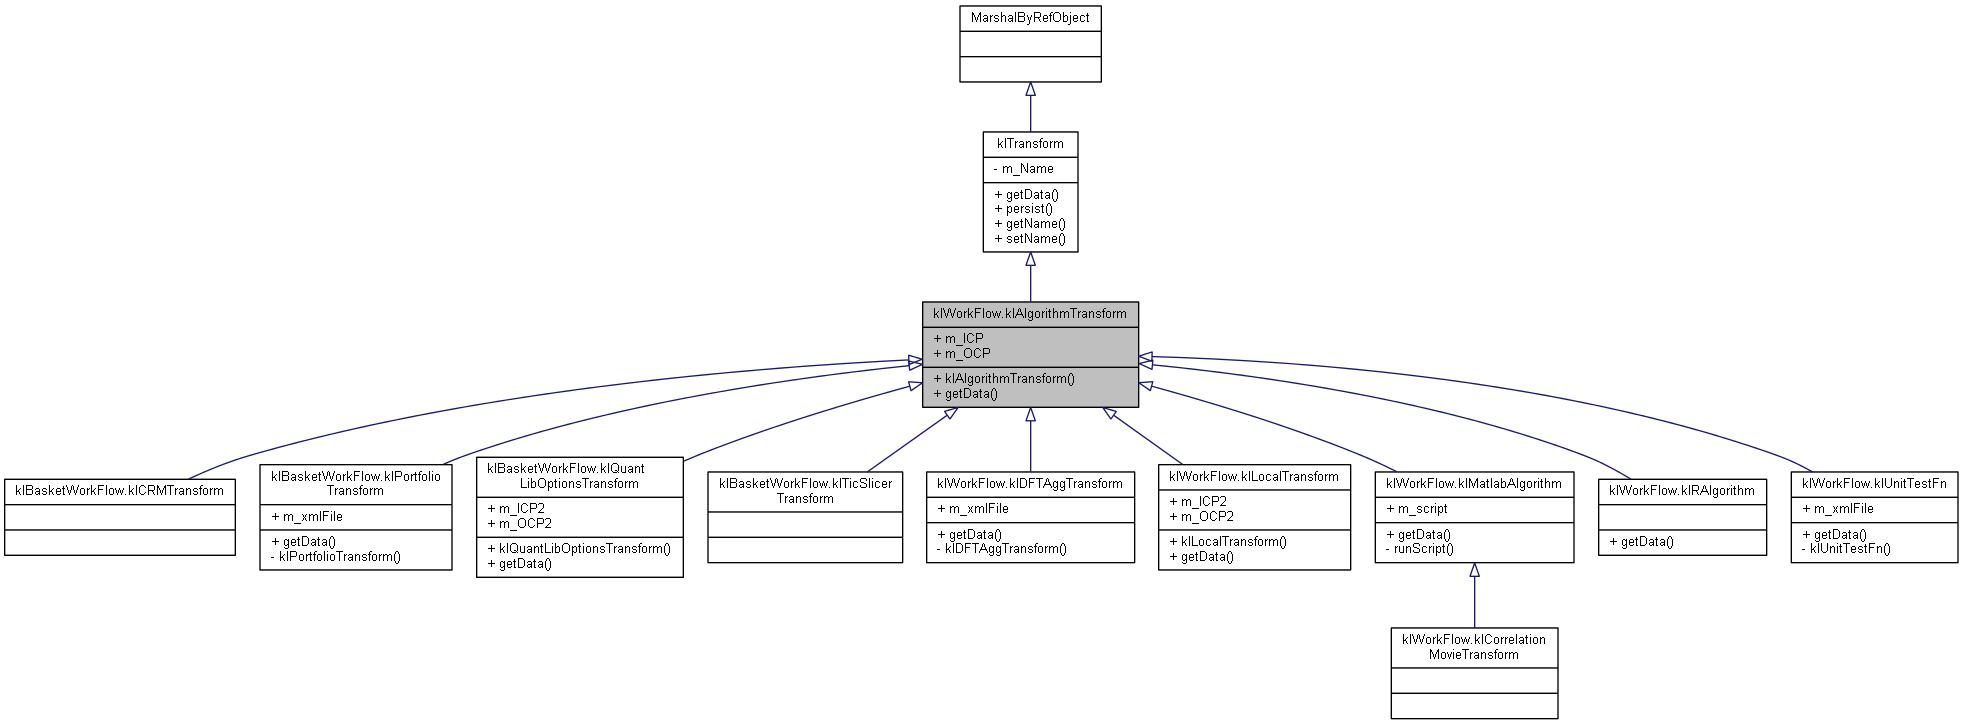 MarshalByRefObject
klTransform
- m_Name
+ getData()
+ persist()
+ getName()
+ setName()
klWorkFlow.klAlgorithmTransform
+ m_ICP
+ m_OCP
+ klAlgorithmTransform()
+ getData()
klBasketWorkFlow.klCRMTransform
klBasketWorkFlow.klPortfolio
Transform
+ m_xmlFile
+ getData()
- klPortfolioTransform()
klBasketWorkFlow.klQuant
LibOptionsTransform
+ m_ICP2
+ m_OCP2
+ klQuantLibOptionsTransform()
+ getData()
klBasketWorkFlow.klTicSlicer
Transform
klWorkFlow.klDFTAggTransform
+ m_xmlFile
+ getData()
- klDFTAggTransform()
klWorkFlow.klLocalTransform
+ m_ICP2
+ m_OCP2
+ klLocalTransform()
+ getData()
klWorkFlow.klMatlabAlgorithm
+ m_script
+ getData()
- runScript()
klWorkFlow.klRAlgorithm
+ getData()
klWorkFlow.klUnitTestFn
+ m_xmlFile
+ getData()
- klUnitTestFn()
klWorkFlow.klCorrelation
MovieTransform